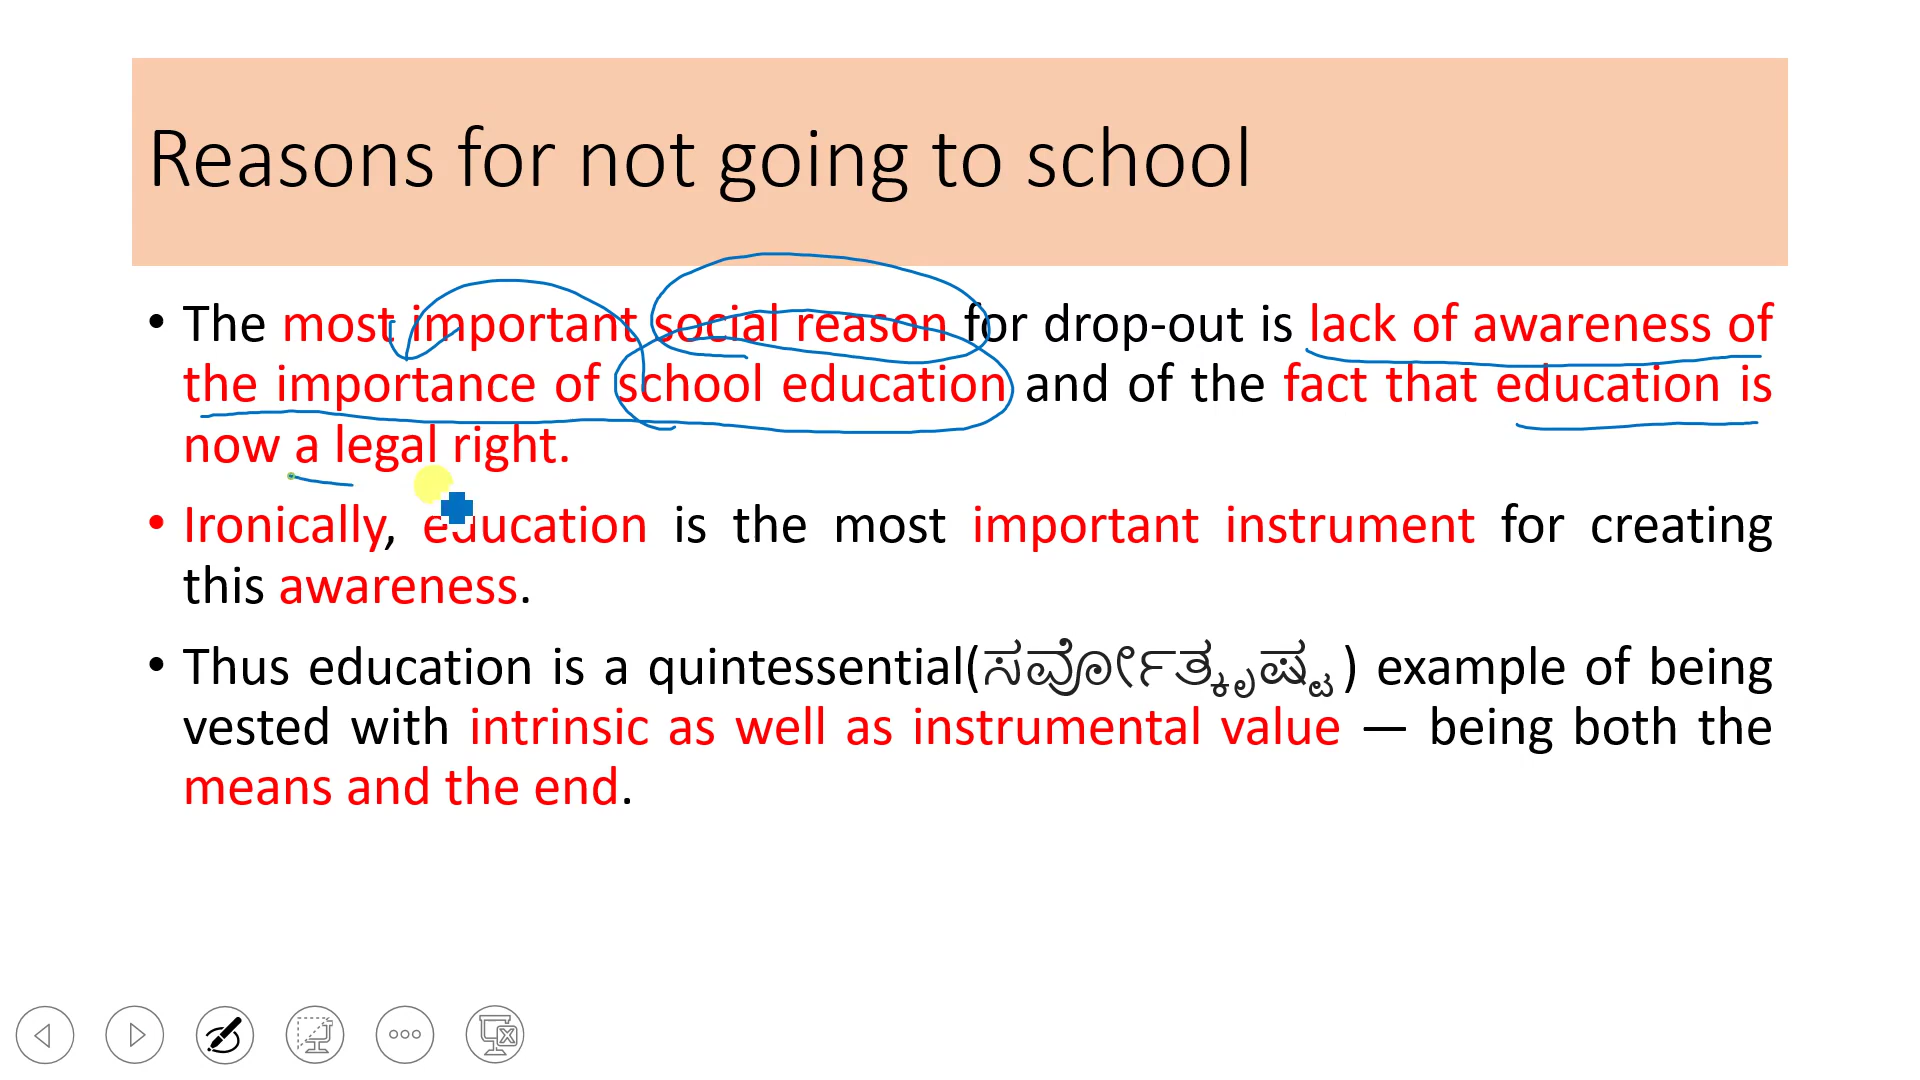 Reasons for not going to school
• The most important social reason for drop-out is lack of awareness of
the importance of school education and of the fact that education is
now a legal right.
• Ironically, education is the most important instrument for creating
this awareness.
• Thus education is a quintessential(ಸರ್ವೋತ್ಕೃಷ್ಟ) example of being
vested with intrinsic as well as instrumental value — being both the
means and the end.